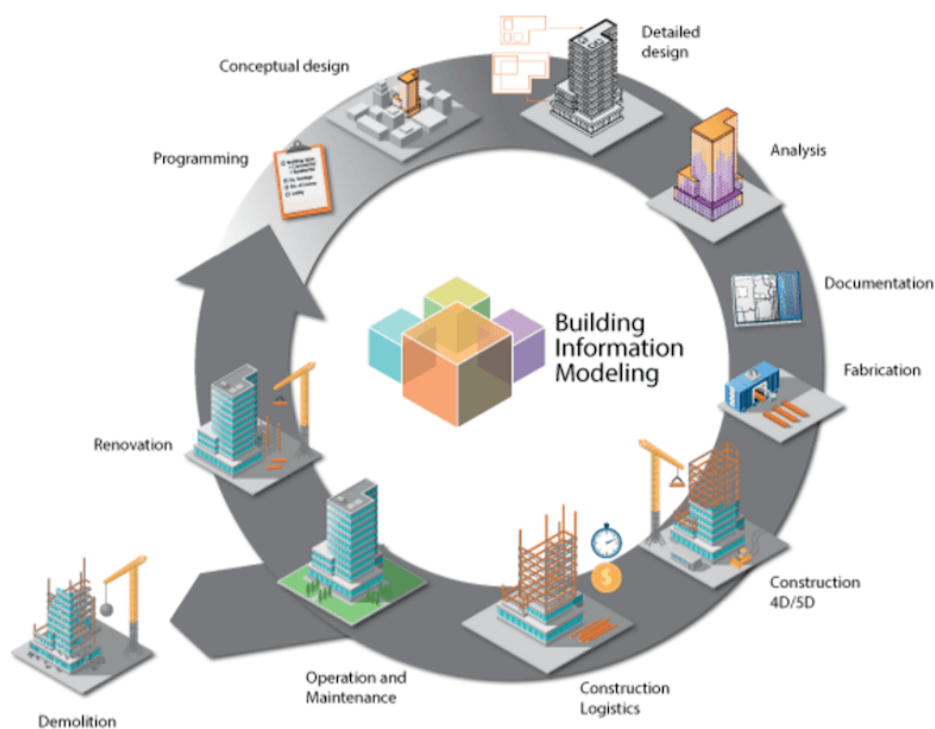 Conceptual design
Detailed
design
Programming
Analysis
Documentation
Building
Information
Modeling
Fabrication
Renovation
Construction
4D/5D
Operation and
Maintenance
Construction
Logistics
Demolition
$